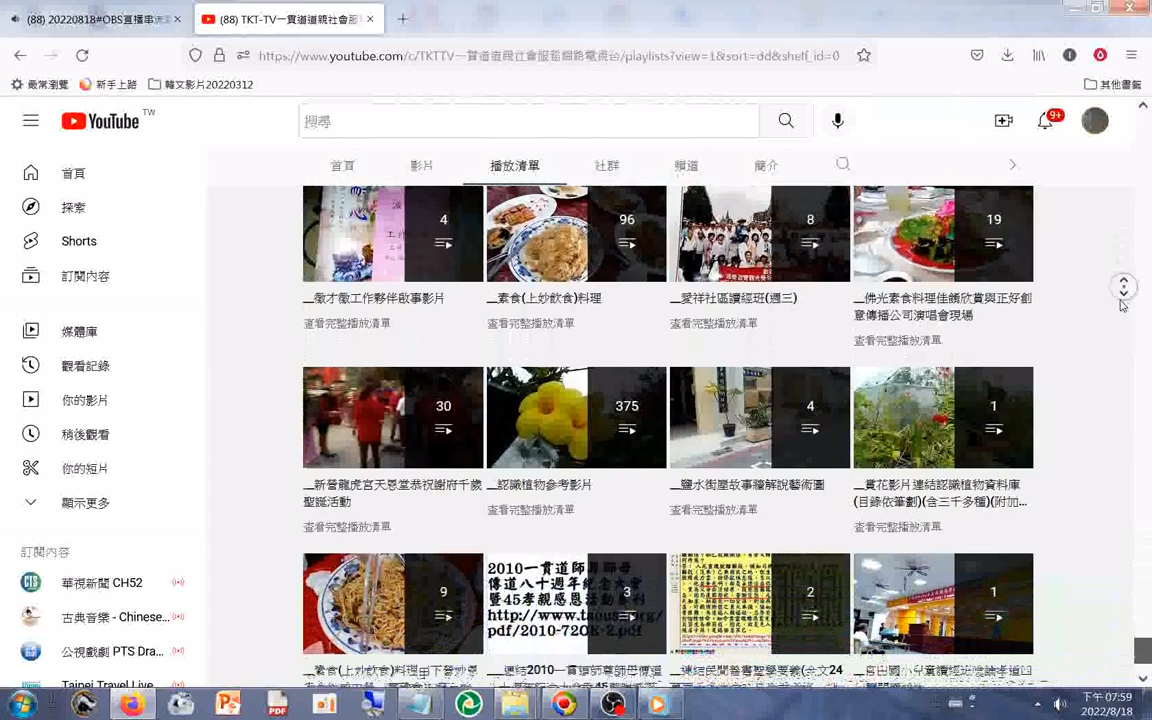 (88) 20220818#OBS直播串流
(88) TKT-TV一貫道道親社會服
https://www.youtube.com/c/TKTTV一貫道道親社會服務網路電視台/playlists?view=1&sort=dd&shelf_id=0
最常瀏覽
新手上路
韓文影片20220312
其他書籤
YouTube TW
搜尋
9+
首頁
影片
播放清單
社群
頻道
簡介
首頁
探索
Shorts
訂閱內容
媒體庫
觀看記錄
你的影片
稍後觀看
你的短片
顯示更多
訂閱內容
華視新聞 CH52
古典音樂 - Chinese...
公視戲劇 PTS Dra...
Taipei Travel Live
4
96
8
19
__徵才徵工作夥伴啟事影片
查看完整播放清單
__素食(上妙飲食)料理
查看完整播放清單
__愛祥社區讀經班(週三)
查看完整播放清單
__佛光素食料理佳餚欣賞與正好創
意傳播公司演唱會現場
查看完整播放清單
30
375
4
1
__新營龍虎宮天恩堂恭祝謝府千歲
聖誕活動
查看完整播放清單
__認識植物參考影片
查看完整播放清單
__鹽水街屋故事牆解說藝術圖
查看完整播放清單
__賞花影片連結認識植物資料庫
(目錄依筆劃)(含三千多種)(附加...
查看完整播放清單
9
3
2
1
2010一貫道師尊師母
傳道八十週年紀念大會
暨45孝親感恩活動專刊
pdf/2010-720K-2.pdf
下午 07:59
2022/8/18